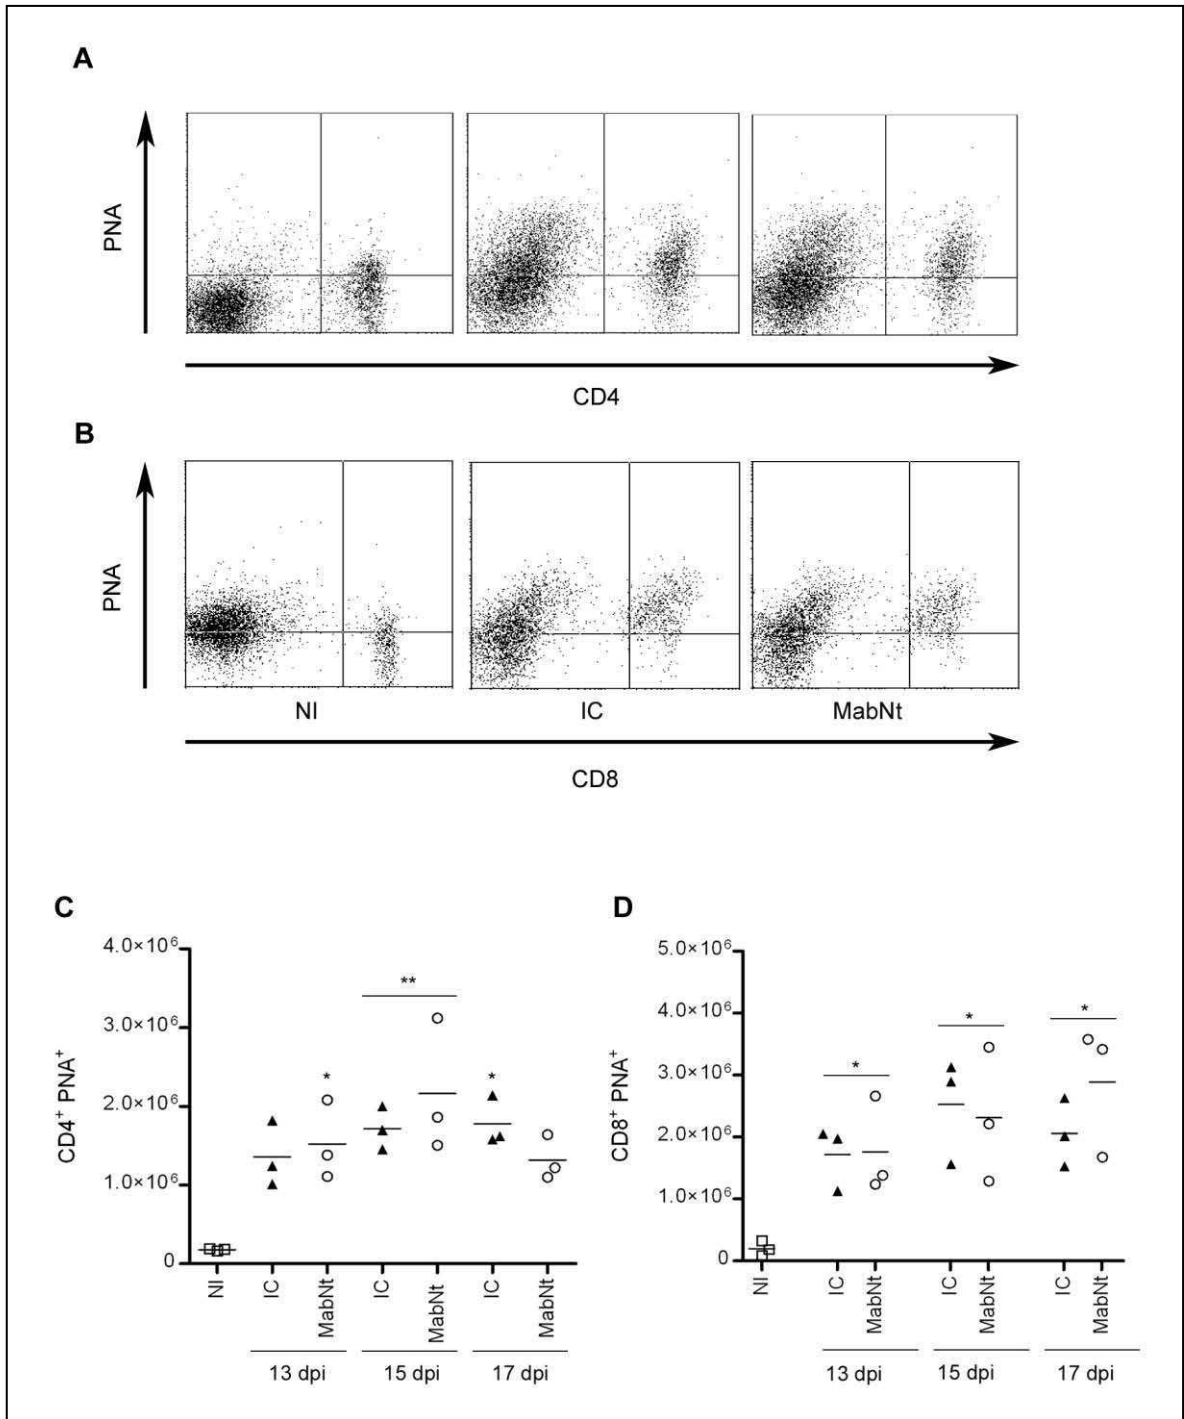 A
PNA
CD4
B
PNA
NI IC MabNt
CD8
C
CD4⁺ PNA⁺
4.0×10⁶
3.0×10⁶
2.0×10⁶
1.0×10⁶
0
**
* *
NI IC MabNt IC MabNt IC MabNt
13 dpi 15 dpi 17 dpi
D
CD8⁺ PNA⁺
5.0×10⁶
4.0×10⁶
3.0×10⁶
2.0×10⁶
1.0×10⁶
0
* * *
NI IC MabNt IC MabNt IC MabNt
13 dpi 15 dpi 17 dpi